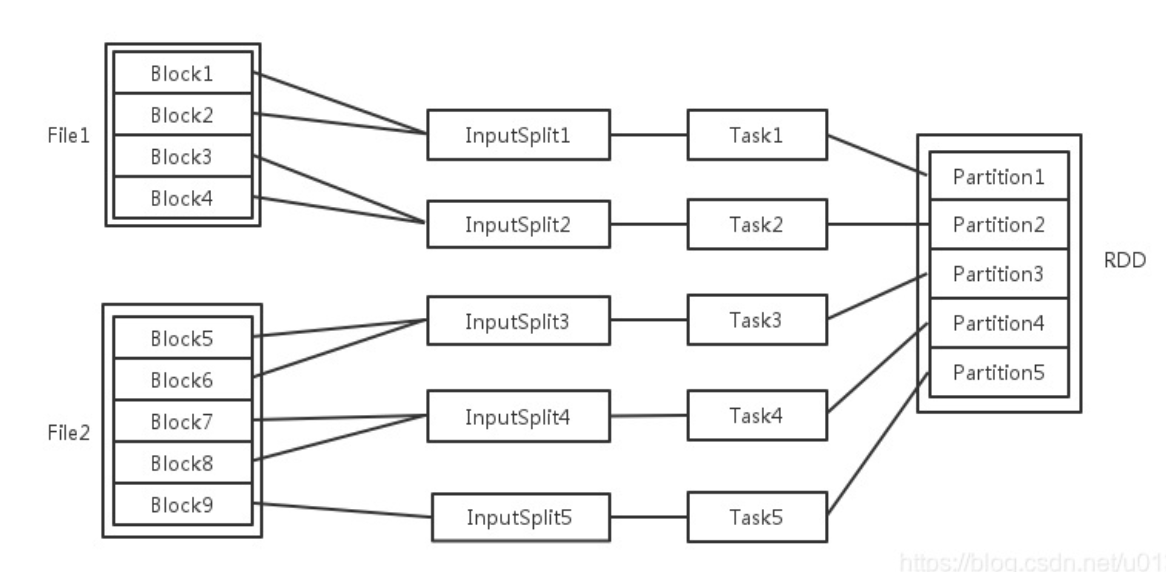 File1
Block1
Block2
Block3
Block4
InputSplit1
Task1
InputSplit2
Task2
File2
Block5
Block6
Block7
Block8
Block9
InputSplit3
Task3
InputSplit4
Task4
InputSplit5
Task5
Partition1
Partition2
Partition3
Partition4
Partition5
RDD
https://blog.csdn.net/u01